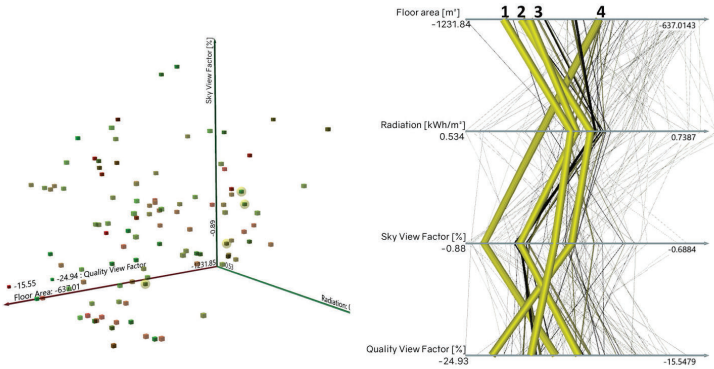 Sky View Factor [%]
-0.89
-15.55
-24.94 : Quality View Factor
Floor Area: -637.01
-1231.85
Radiation:
Floor area [m²]
-1231.84
1 2 3 4
-637.0143
Radiation [kWh/m²]
0.534
0.7387
Sky View Factor [%]
-0.88
-0.6884
Quality View Factor [%]
-24.93
-15.5479